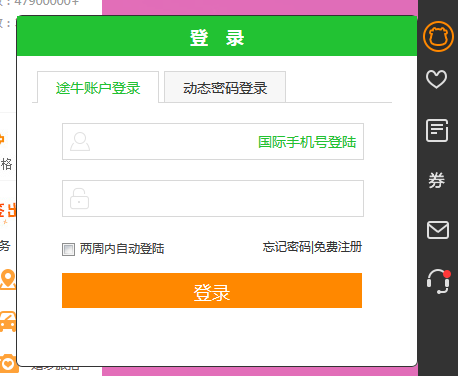 47900000+
登 录
途牛账户登录 动态密码登录
国际手机号登陆
格
券
务
两周内自动登陆 忘记密码|免费注册
登录